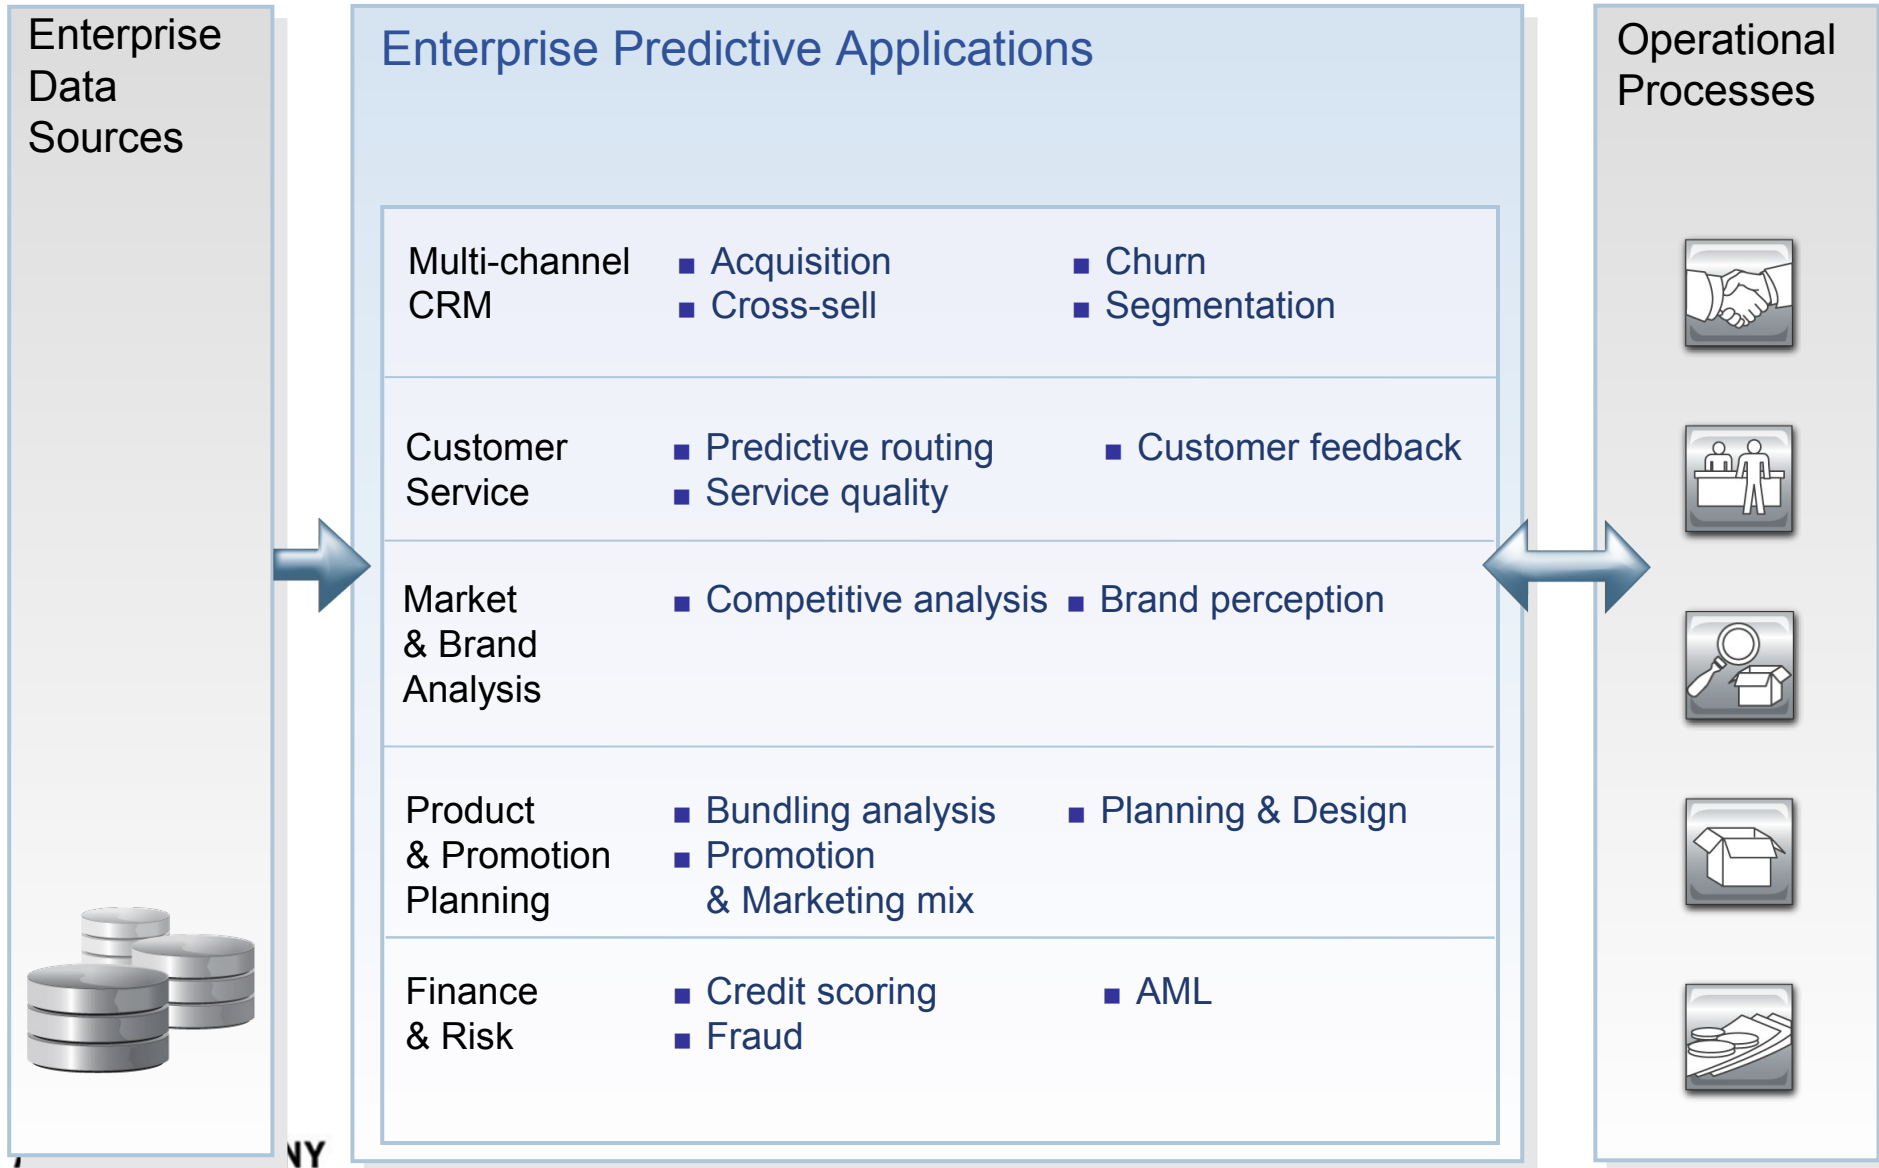 Enterprise
Data
Sources
Enterprise Predictive Applications
Multi-channel
CRM
■ Acquisition
■ Cross-sell
■ Churn
■ Segmentation
Customer
Service
■ Predictive routing
■ Service quality
■ Customer feedback
Market
& Brand
Analysis
■ Competitive analysis
■ Brand perception
Product
& Promotion
Planning
■ Bundling analysis
■ Promotion
& Marketing mix
■ Planning & Design
Finance
& Risk
■ Credit scoring
■ Fraud
■ AML
Operational
Processes
NY